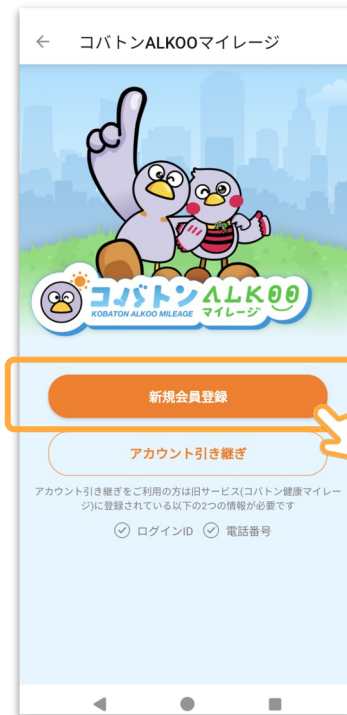 コバトンALKOOマイレージ
コバトン ALKOO
KOBATON ALKOO MILEAGE マイレージ
新規会員登録
アカウント引き継ぎ
アカウント引き継ぎをご利用の方は旧サービス(コバトン健康マイレー
ジ)に登録されている以下の2つの情報が必要です
ログインID 電話番号